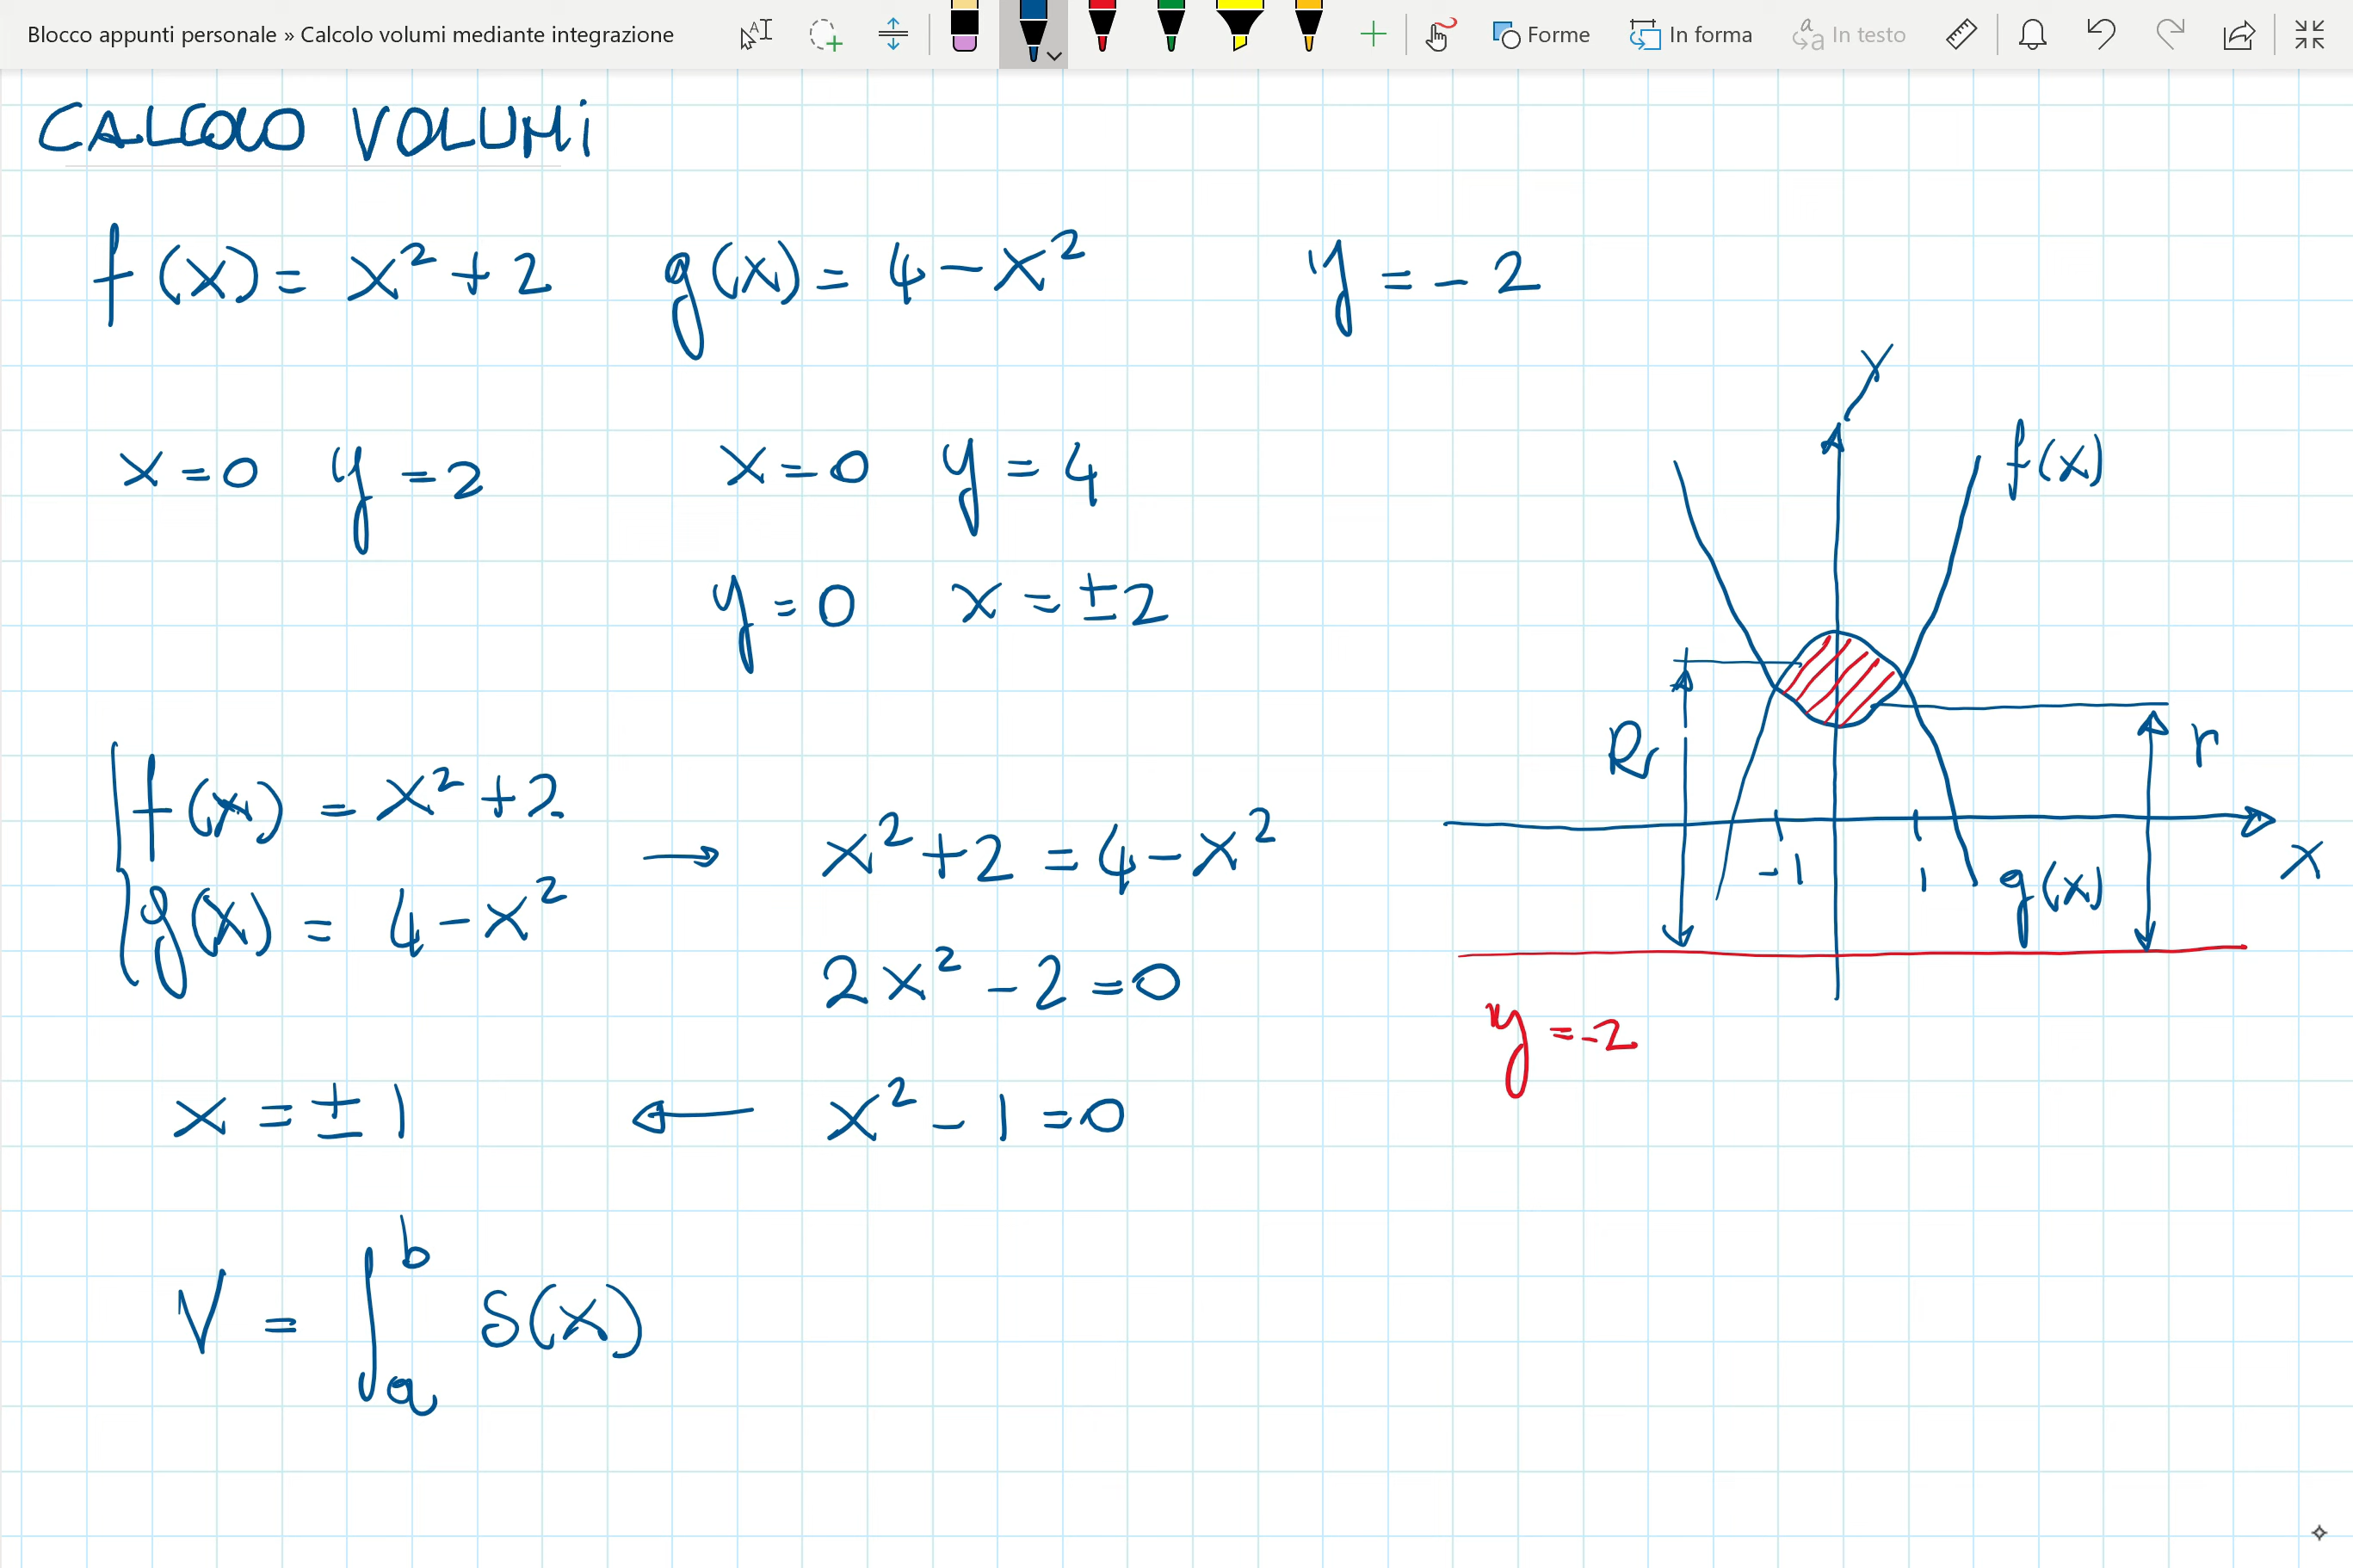 Blocco appunti personale » Calcolo volumi mediante integrazione Forme In forma In testo
CALCOLO VOLUMI
f(x) = x² + 2 g(x) = 4 - x² y = -2
x = 0 y = 2 x = 0 y = 4
y = 0 x = ±2
f(x) = x² + 2
g(x) = 4 - x²
→ x² + 2 = 4 - x²
2x² - 2 = 0
x = ±1 ← x² - 1 = 0
V = ∫ₐᵇ S(x)
y
f(x)
R
r
-1 1
x
g(x)
y = -2